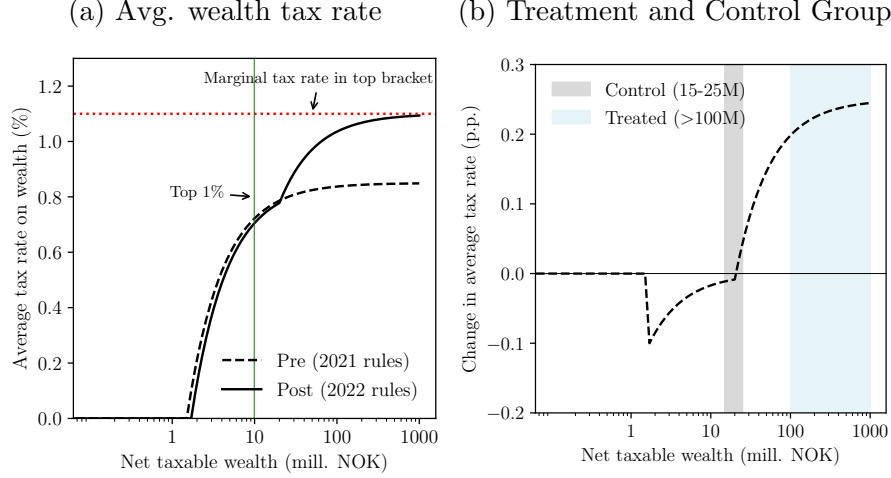 (a) Avg. wealth tax rate
Average tax rate on wealth (%)
1.2
1.0
0.8
0.6
0.4
0.2
0.0
Marginal tax rate in top bracket
Top 1%
Pre (2021 rules)
Post (2022 rules)
1 10 100 1000
Net taxable wealth (mill. NOK)
(b) Treatment and Control Group
Change in average tax rate (p.p.)
0.3
0.2
0.1
0.0
−0.1
−0.2
Control (15-25M)
Treated (>100M)
1 10 100 1000
Net taxable wealth (mill. NOK)